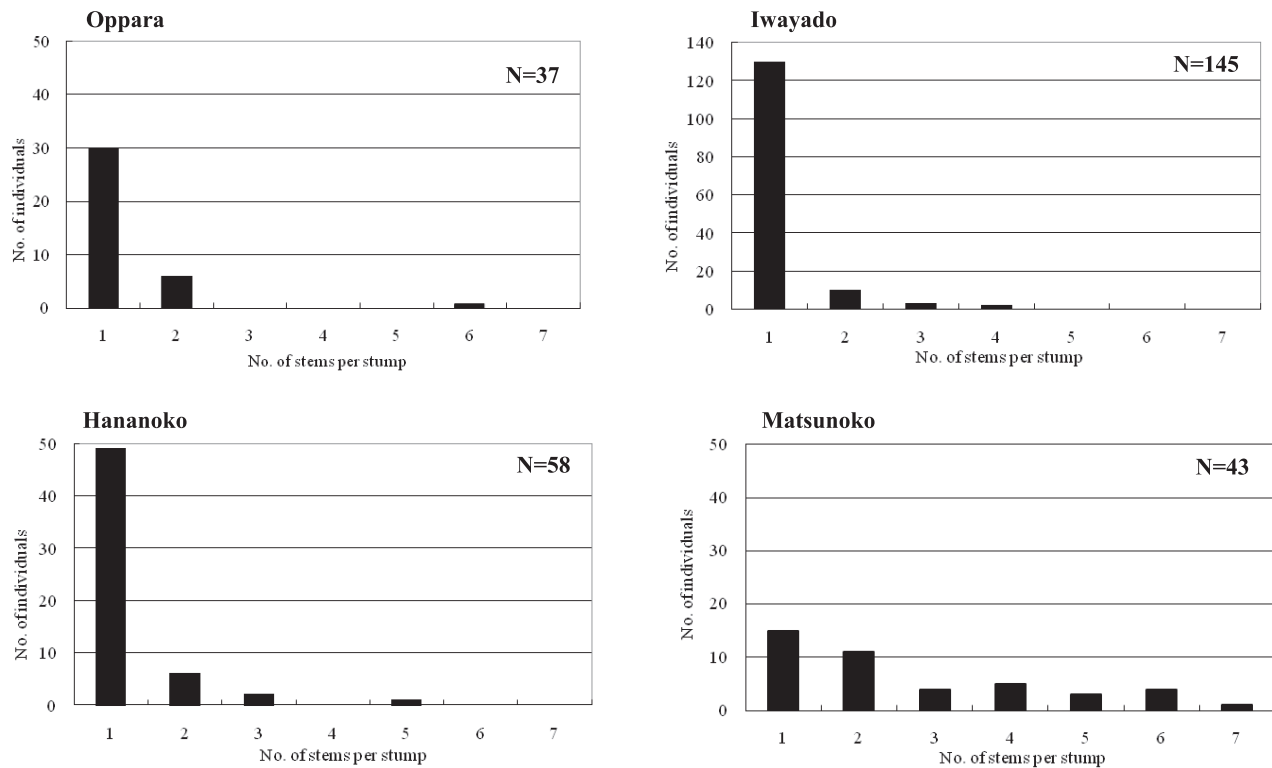 Oppara
50
40
30
20
10
0
No. of individuals
N=37
1 2 3 4 5 6 7
No. of stems per stump
Iwayado
140
120
100
80
60
40
20
0
No. of individuals
N=145
1 2 3 4 5 6 7
No. of stems per stump
Hananoko
50
40
30
20
10
0
No. of individuals
N=58
1 2 3 4 5 6 7
No. of stems per stump
Matsunoko
50
40
30
20
10
0
No. of individuals
N=43
1 2 3 4 5 6 7
No. of stems per stump